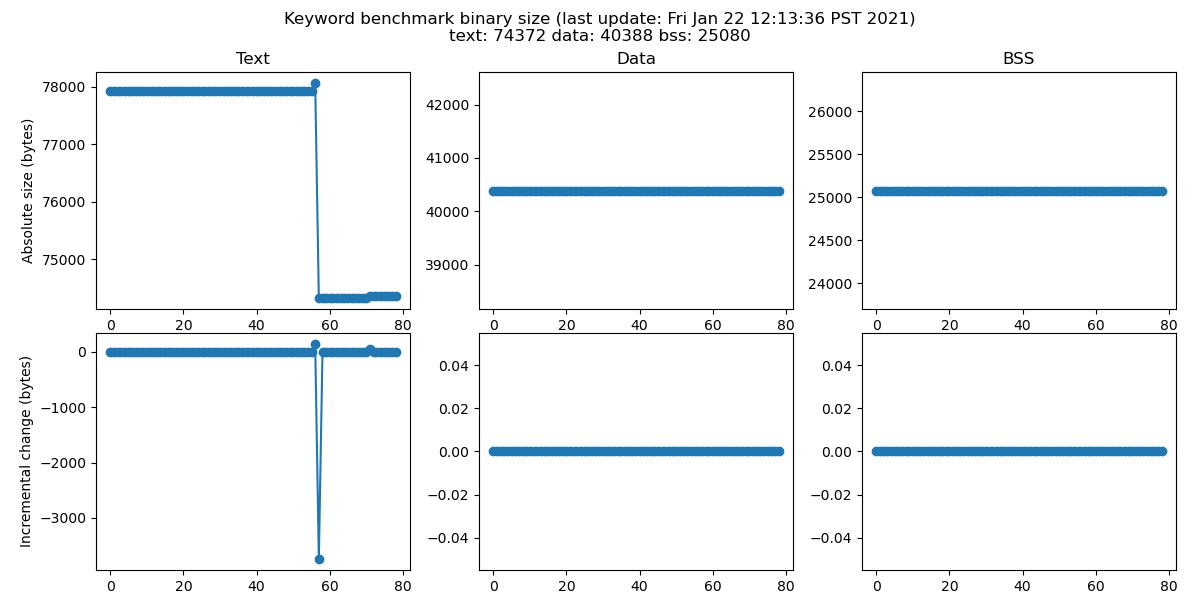 Keyword benchmark binary size (last update: Fri Jan 22 12:13:36 PST 2021)
text: 74372 data: 40388 bss: 25080
Text
Data
BSS
Absolute size (bytes)
78000
77000
76000
75000
0 20 40 60 80
42000
41000
40000
39000
0 20 40 60 80
26000
25500
25000
24500
24000
0 20 40 60 80
Incremental change (bytes)
0
−1000
−2000
−3000
0 20 40 60 80
0.04
0.02
0.00
−0.02
−0.04
0 20 40 60 80
0.04
0.02
0.00
−0.02
−0.04
0 20 40 60 80